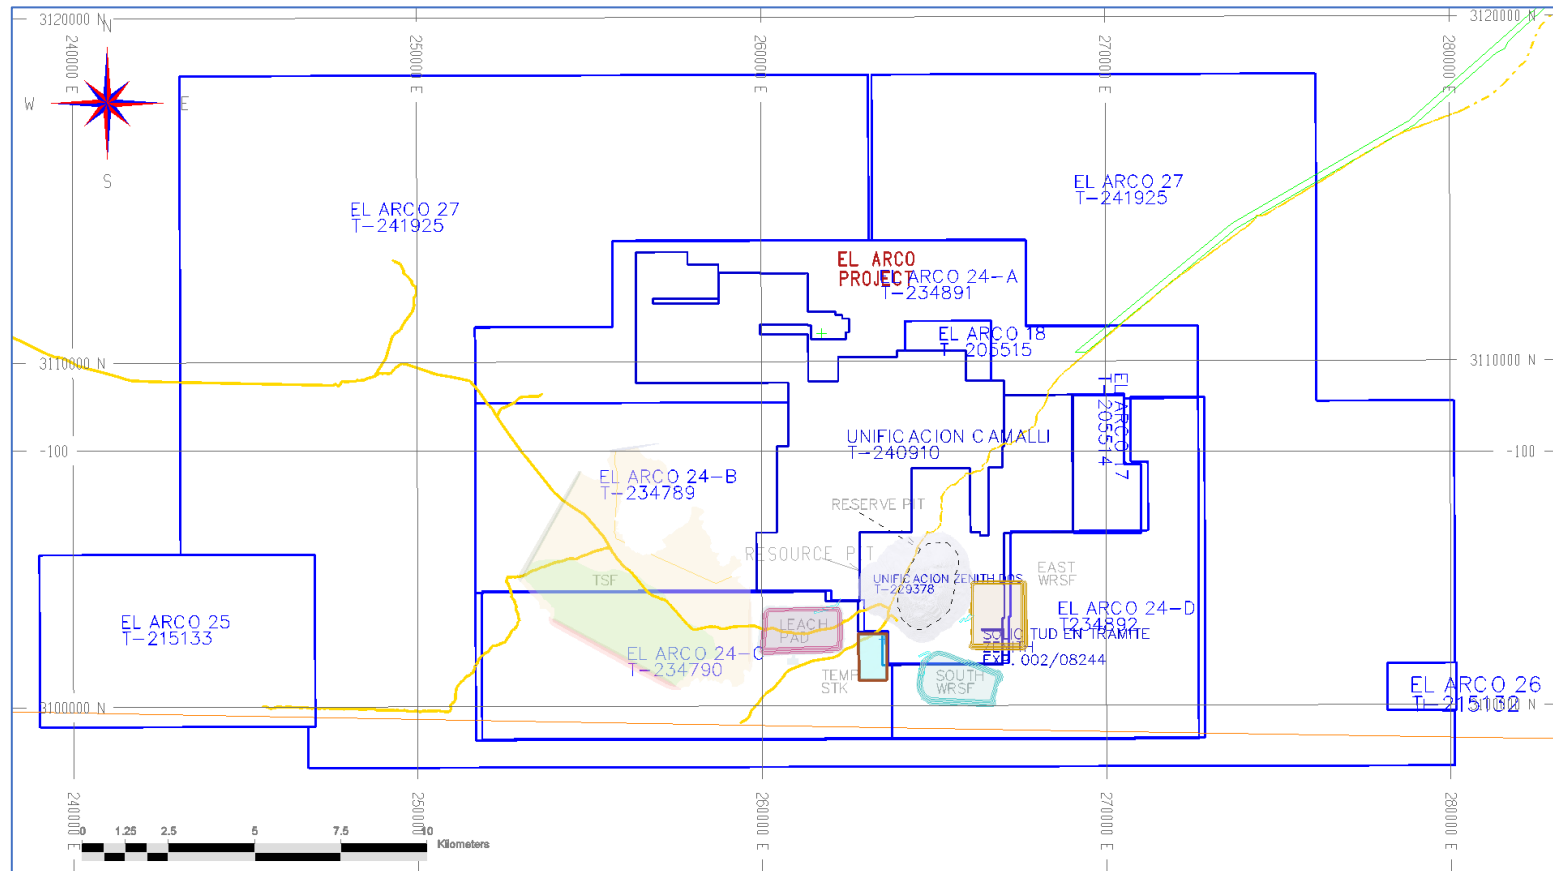 3120000 N
N
240000 E
250000 E
260000 E
270000 E
280000 E
3120000 N
W
E
S
EL ARCO 27
T-241925
EL ARCO 27
T-241925
EL ARCO
PROJECT
EL ARCO 24-A
T-234891
EL ARCO 18
T-205515
3110000 N
3110000 N
EL ARCO 17
T-205514
UNIFICACION CAMALLI
T-240910
-100
-100
EL ARCO 24-B
T-234789
RESERVE PIT
RESOURCE PIT
TSF
UNIFICACION ZENITH DOS
T-229378
EAST
WRSF
EL ARCO 25
T-215133
LEACH
PAD
EL ARCO 24-D
T234892
SOLICITUD EN TRAMITE
EXP. 002/08244
EL ARCO 24-C
T-234790
TEMP
STK
SOUTH
WRSF
EL ARCO 26
T-215132
3100000 N
240000 E
250000 E
260000 E
270000 E
280000 E
0 1.25 2.5 5 7.5 10
Kilometers